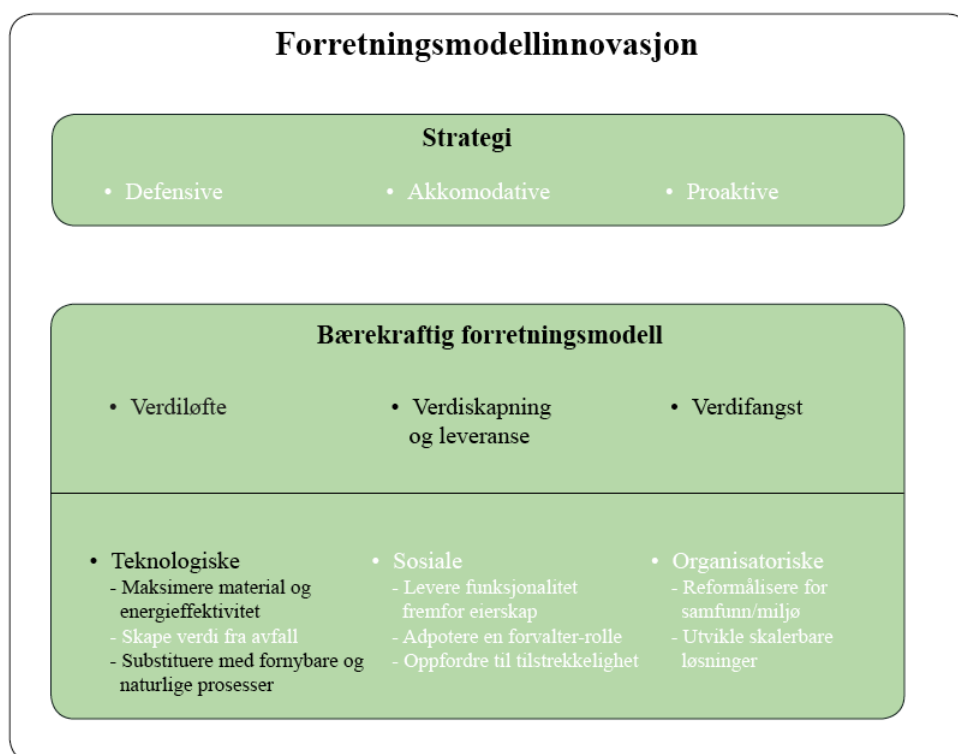 Forretningsmodellinnovasjon
Strategi
• Defensive
• Akkomodative
• Proaktive
Bærekraftig forretningsmodell
• Verdiløfte
• Verdiskapning
og leveranse
• Verdifangst
• Teknologiske
- Maksimere material og
energieffektivitet
- Skape verdi fra avfall
- Substituere med fornybare og
naturlige prosesser
• Sosiale
- Levere funksjonalitet
fremfor eierskap
- Adpotere en forvalter-rolle
- Oppfordre til tilstrekkelighet
• Organisatoriske
- Reformålisere for
samfunn/miljø
- Utvikle skalerbare
løsninger